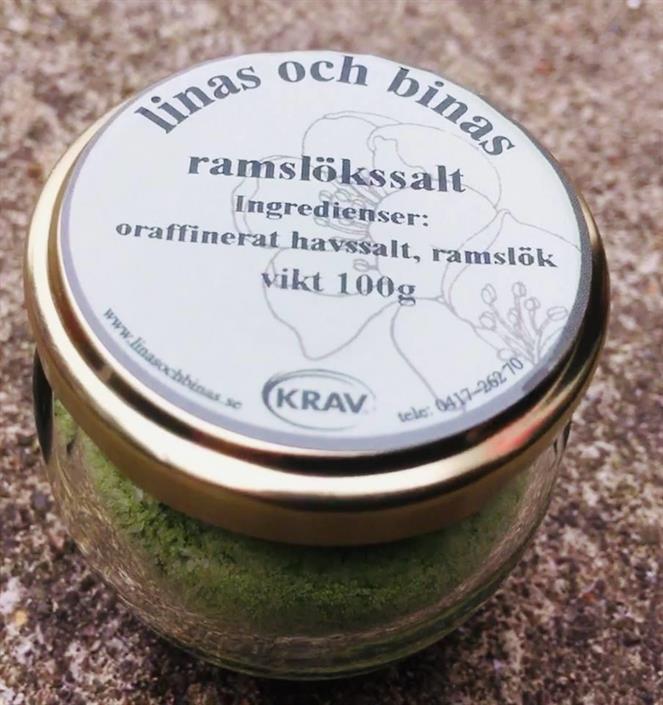 linas och binas
ramslökssalt
Ingredienser:
oraffinerat havssalt, ramslök
vikt 100g
www.linasochbinas.se
KRAV
tele: 0417-262 70